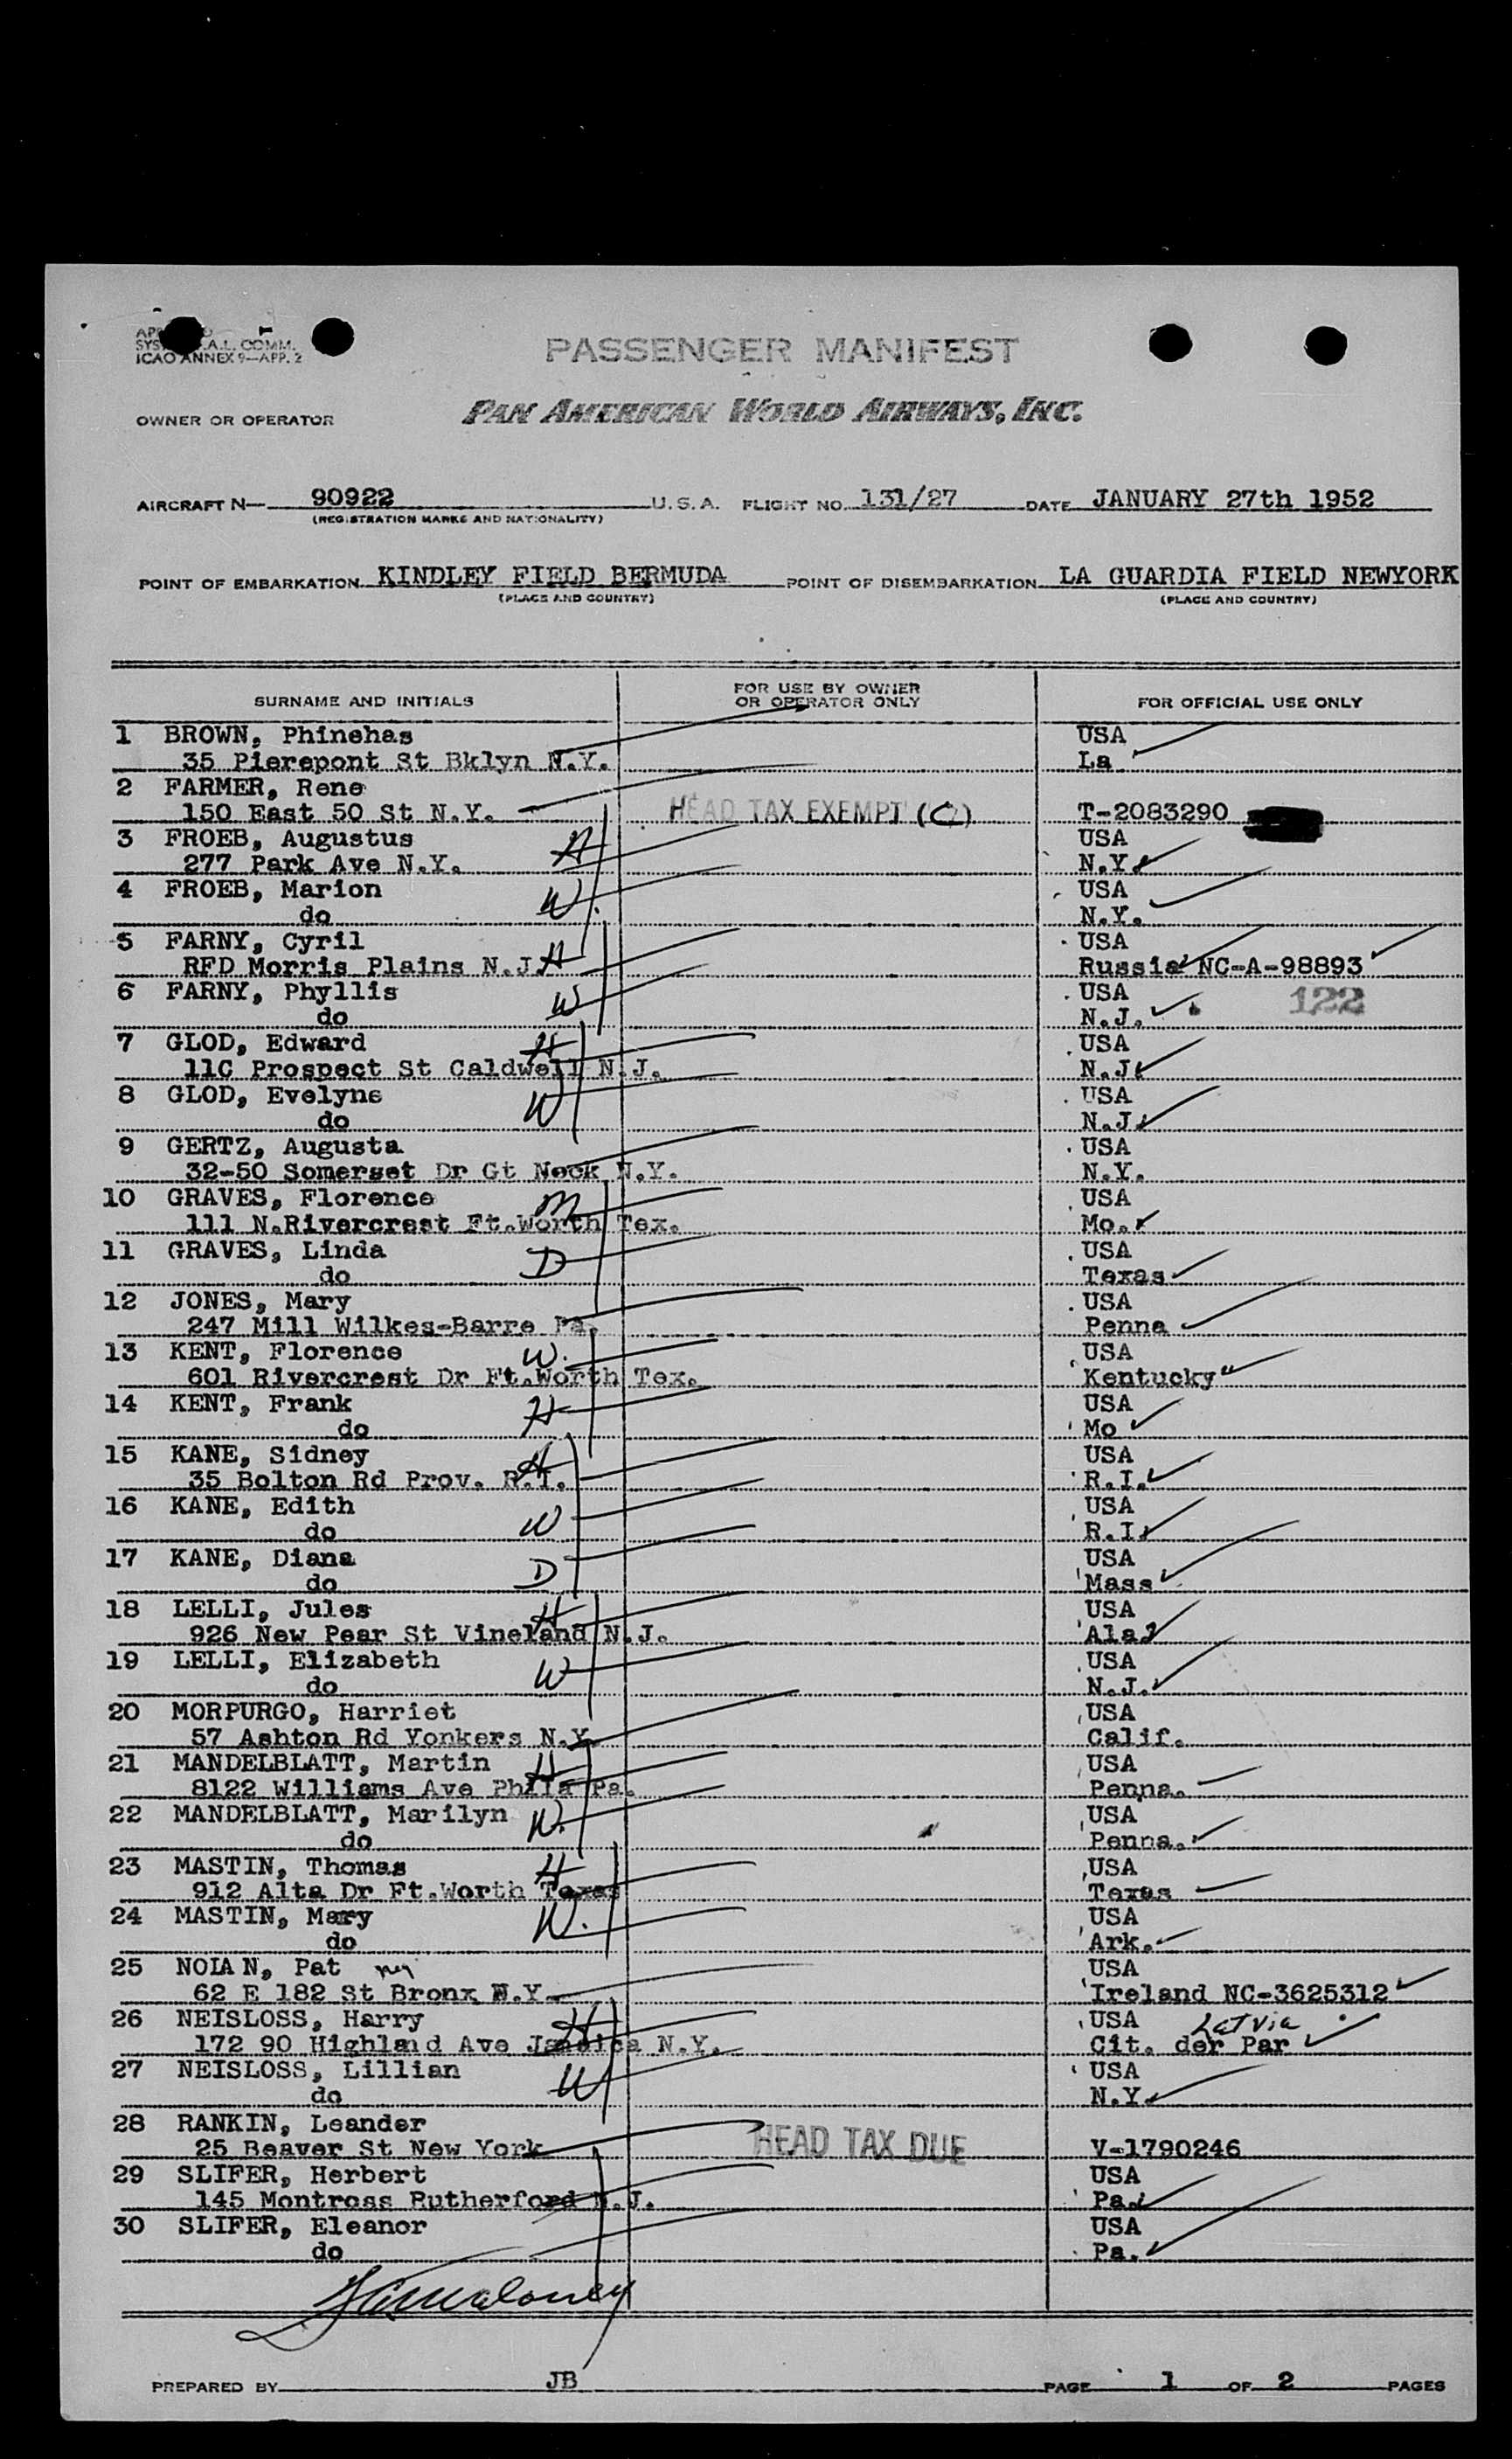 SYS A.L. COMM.
ICAO ANNEX 9—APP. 2
PASSENGER MANIFEST
OWNER OR OPERATOR PAN AMERICAN WORLD AIRWAYS, INC.
AIRCRAFT N— 90922 U.S.A. FLIGHT NO. 131/27 DATE JANUARY 27th 1952
(REGISTRATION MARKS AND NATIONALITY)
POINT OF EMBARKATION KINDLEY FIELD BERMUDA POINT OF DISEMBARKATION LA GUARDIA FIELD NEWYORK
(PLACE AND COUNTRY) (PLACE AND COUNTRY)
SURNAME AND INITIALS FOR USE BY OWNER OR OPERATOR ONLY FOR OFFICIAL USE ONLY
1 BROWN, Phinehas USA
35 Pierepont St Bklyn N.Y. La
2 FARMER, Rene
150 East 50 St N.Y. HEAD TAX EXEMPT (C) T-2083290
3 FROEB, Augustus USA
277 Park Ave N.Y. H N.Y.
4 FROEB, Marion USA
do W. N.Y.
5 FARNY, Cyril USA
RFD Morris Plains N.J. H Russia NC-A-98893
6 FARNY, Phyllis W USA 122
do N.J.
7 GLOD, Edward H USA
11C Prospect St Caldwell N.J. N.J.
8 GLOD, Evelyne W USA
do N.J.
9 GERTZ, Augusta USA
32-50 Somerset Dr Gt Neck N.Y. N.Y.
10 GRAVES, Florence M USA
111 N.Rivercrest Ft.Worth Tex. Mo.
11 GRAVES, Linda D USA
do Texas
12 JONES, Mary USA
247 Mill Wilkes-Barre Pa. Penna
13 KENT, Florence W. USA
601 Rivercrest Dr Ft.Worth Tex. Kentucky
14 KENT, Frank H USA
do Mo
15 KANE, Sidney H USA
35 Bolton Rd Prov. R.I. R.I.
16 KANE, Edith W USA
do R.I.
17 KANE, Diana D USA
do Mass
18 LELLI, Jules H USA
926 New Pear St Vineland N.J. Ala
19 LELLI, Elizabeth W USA
do N.J.
20 MORPURGO, Harriet USA
57 Ashton Rd Yonkers N.Y. Calif.
21 MANDELBLATT, Martin H USA
8122 Williams Ave Phila Pa. Penna.
22 MANDELBLATT, Marilyn W. USA
do Penna.
23 MASTIN, Thomas H USA
912 Alta Dr Ft.Worth Texas Texas
24 MASTIN, Mary W. USA
do Ark.
25 NOLAN, Pat USA
62 E 182 St Bronx N.Y. Ireland NC-3625312
26 NEISLOSS, Harry H USA Latvia
172 90 Highland Ave Jamaica N.Y. Cit. der Par
27 NEISLOSS, Lillian W USA
do N.Y.
28 RANKIN, Leander
25 Beaver St New York HEAD TAX DUE V-1790246
29 SLIFER, Herbert USA
145 Montross Rutherford N.J. Pa.
30 SLIFER, Eleanor USA
do Pa.
PREPARED BY JB PAGE 1 OF 2 PAGES